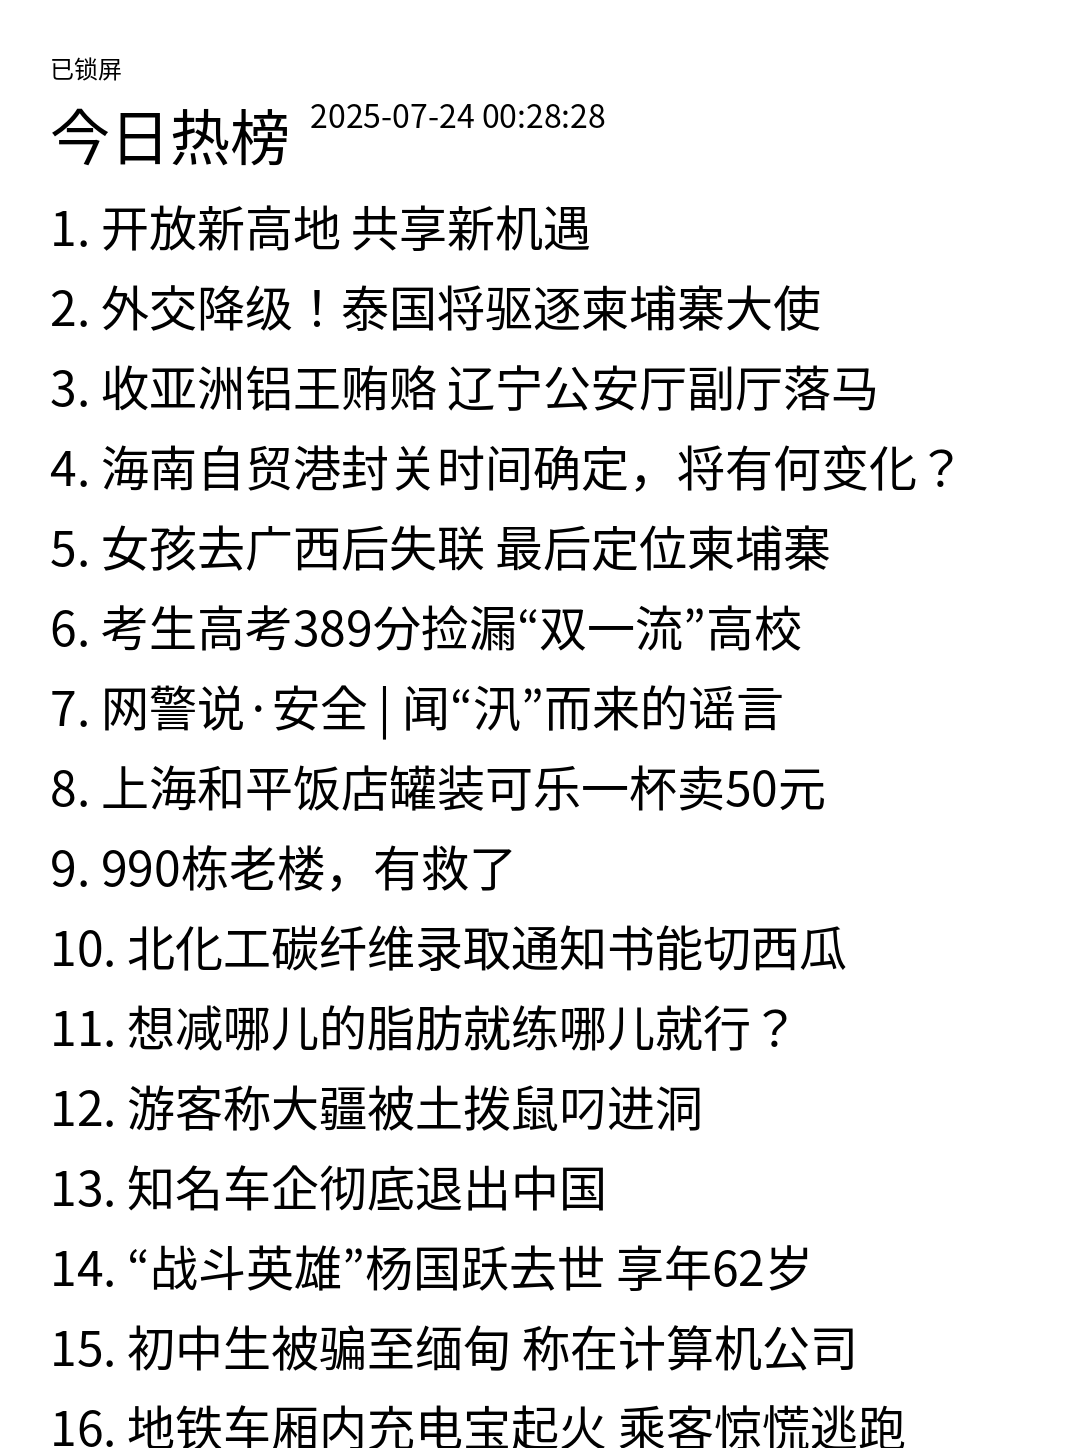 已锁屏
今日热榜 2025-07-24 00:28:28
1. 开放新高地 共享新机遇
2. 外交降级！泰国将驱逐柬埔寨大使
3. 收亚洲铝王贿赂 辽宁公安厅副厅落马
4. 海南自贸港封关时间确定，将有何变化？
5. 女孩去广西后失联 最后定位柬埔寨
6. 考生高考389分捡漏“双一流”高校
7. 网警说·安全 | 闻“汛”而来的谣言
8. 上海和平饭店罐装可乐一杯卖50元
9. 990栋老楼，有救了
10. 北化工碳纤维录取通知书能切西瓜
11. 想减哪儿的脂肪就练哪儿就行？
12. 游客称大疆被土拨鼠叼进洞
13. 知名车企彻底退出中国
14. “战斗英雄”杨国跃去世 享年62岁
15. 初中生被骗至缅甸 称在计算机公司
16. 地铁车厢内充电宝起火 乘客惊慌逃跑